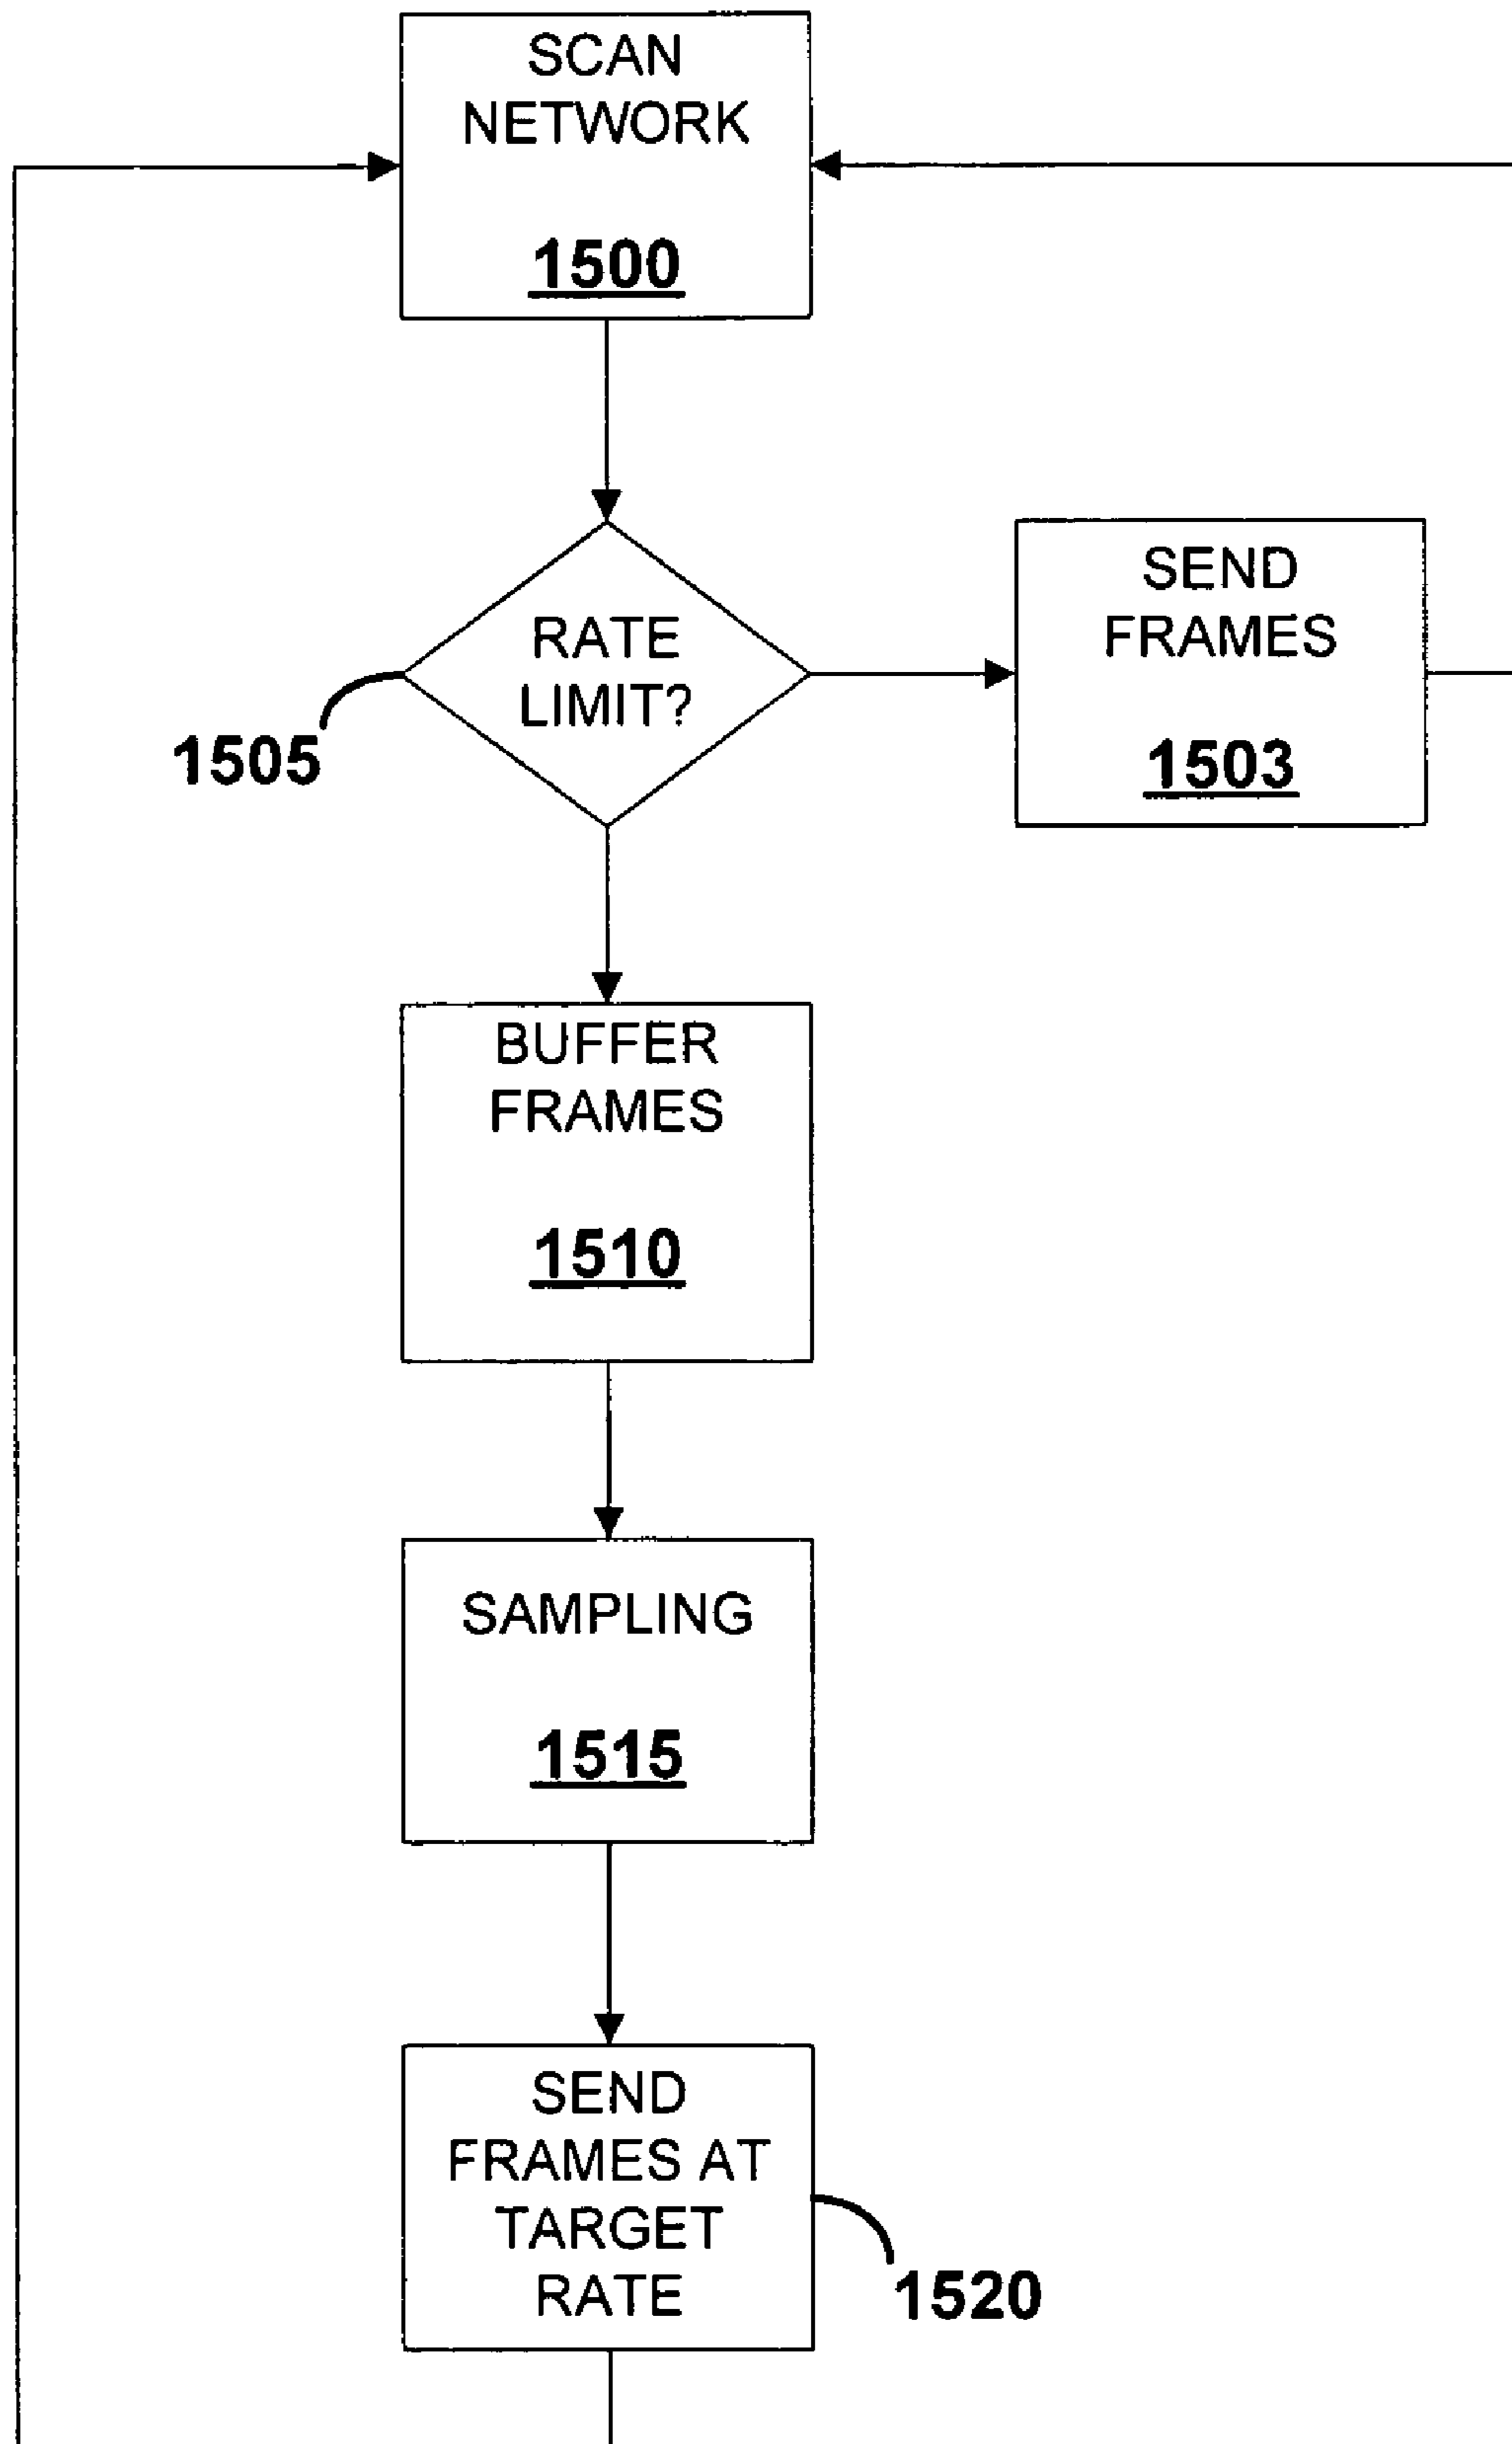 SCAN
NETWORK
1500
RATE
LIMIT?
1505
SEND
FRAMES
1503
BUFFER
FRAMES
1510
SAMPLING
1515
SEND
FRAMES AT
TARGET
RATE
1520